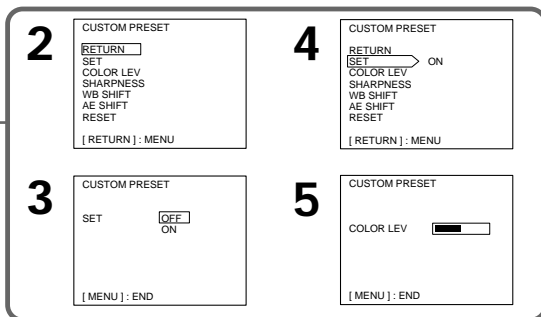 2
CUSTOM PRESET
RETURN
SET
COLOR LEV
SHARPNESS
WB SHIFT
AE SHIFT
RESET
[ RETURN ] : MENU
3
CUSTOM PRESET
SET OFF
ON
[ MENU ] : END
4
CUSTOM PRESET
RETURN
SET ON
COLOR LEV
SHARPNESS
WB SHIFT
AE SHIFT
RESET
[ RETURN ] : MENU
5
CUSTOM PRESET
COLOR LEV
[ MENU ] : END